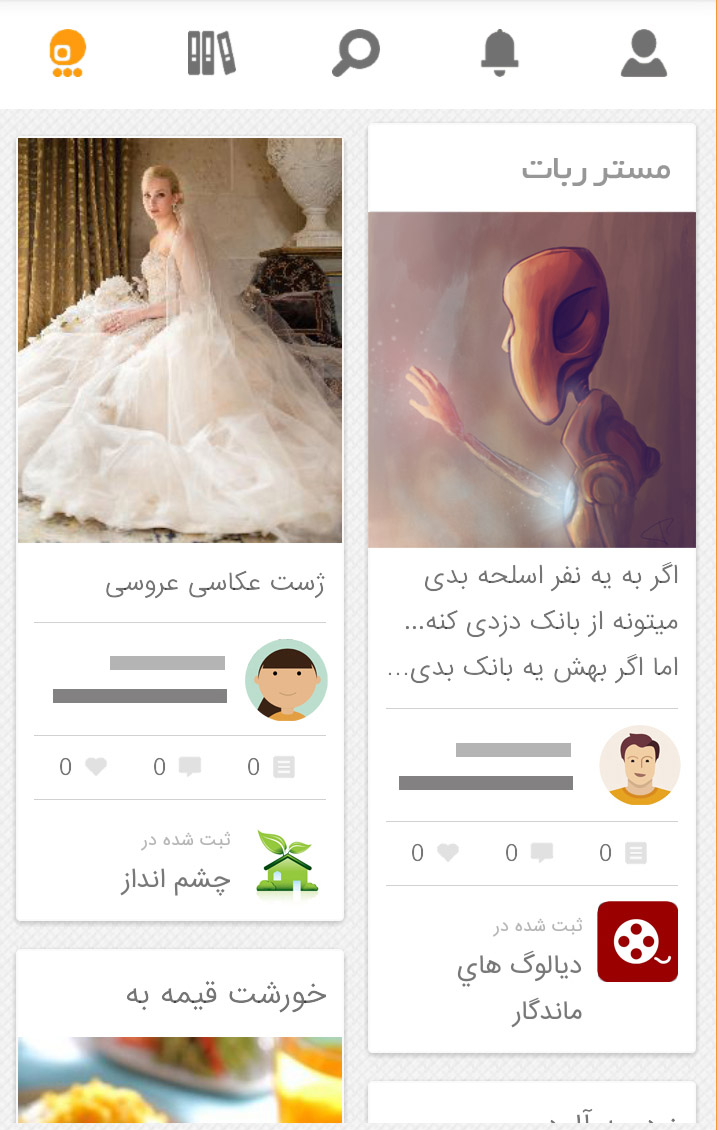 مستر ربات
اگر به یه نفر اسلحه بدی
میتونه از بانک دزدی کنه...
اما اگر بهش یه بانک بدی...
0
0
0
ثبت شده در
دیالوگ هاي
ماندگار
ژست عکاسی عروسی
0
0
0
ثبت شده در
چشم انداز
خورشت قیمه به